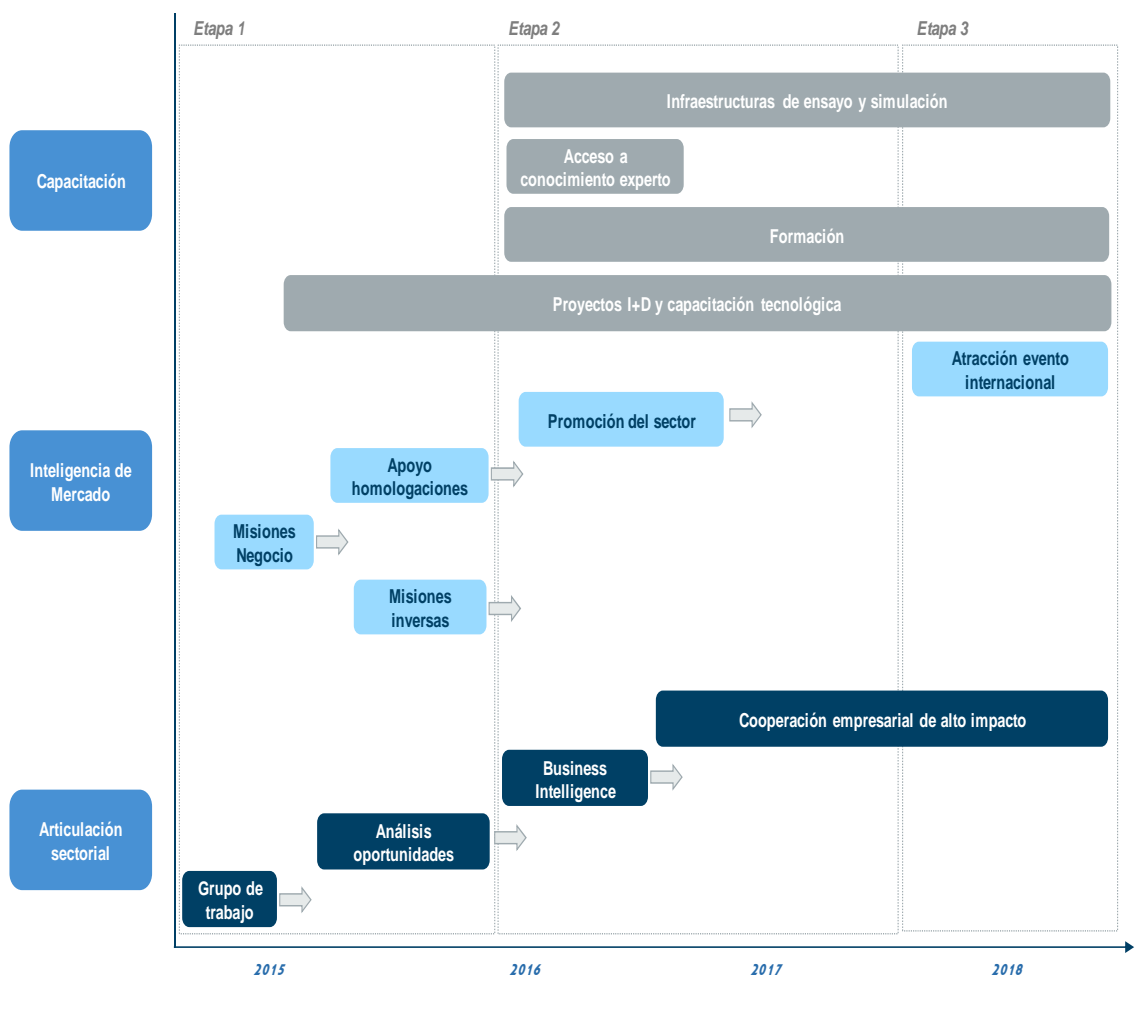 Etapa 1
Etapa 2
Etapa 3
Infraestructuras de ensayo y simulación
Acceso a
conocimiento experto
Capacitación
Formación
Proyectos I+D y capacitación tecnológica
Atracción evento
internacional
Promoción del sector
Inteligencia de
Mercado
Apoyo
homologaciones
Misiones
Negocio
Misiones
inversas
Cooperación empresarial de alto impacto
Business
Intelligence
Articulación
sectorial
Análisis
oportunidades
Grupo de
trabajo
2015
2016
2017
2018